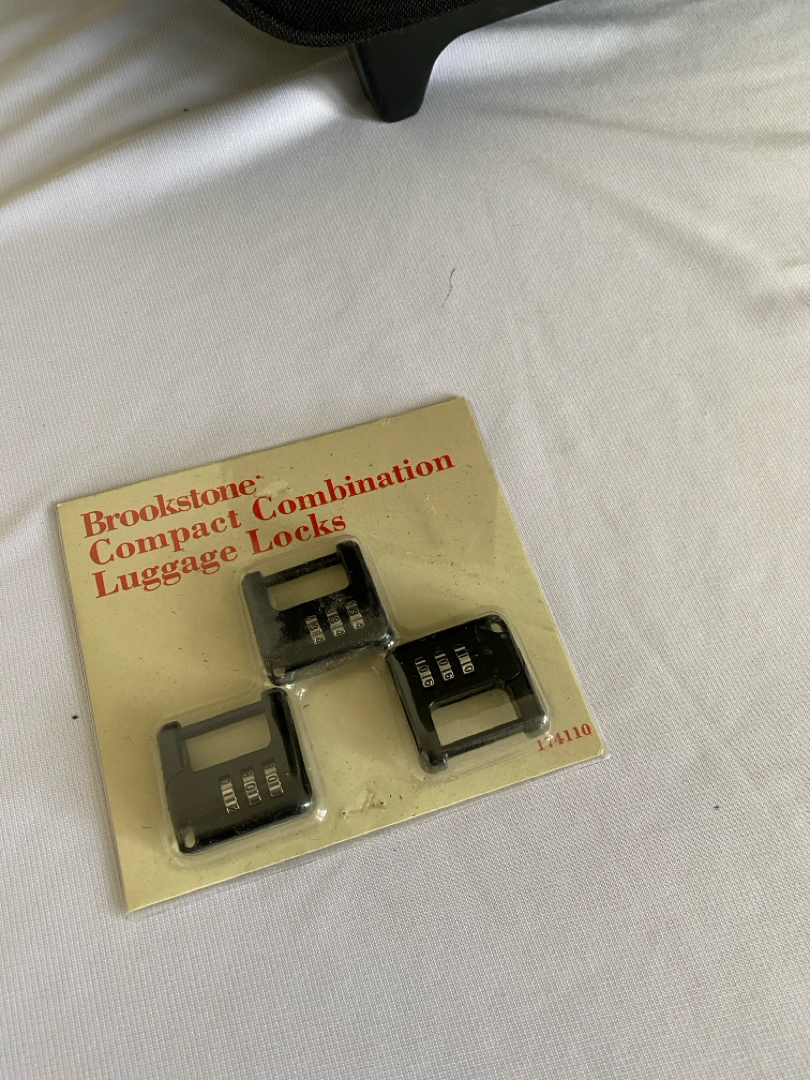 Brookstone
Compact Combination
Luggage Locks
174110